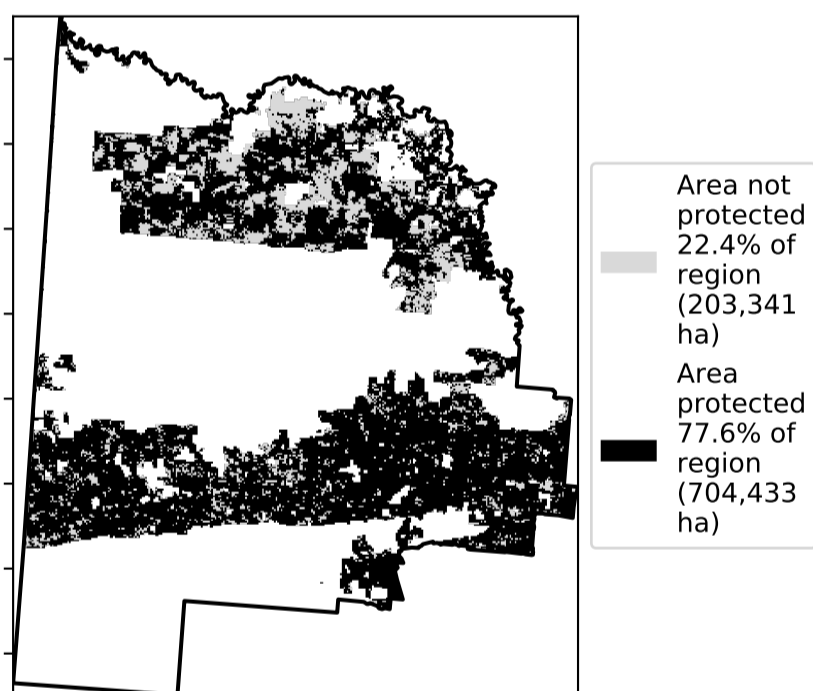 Area not
protected
22.4% of
region
(203,341
ha)
Area
protected
77.6% of
region
(704,433
ha)